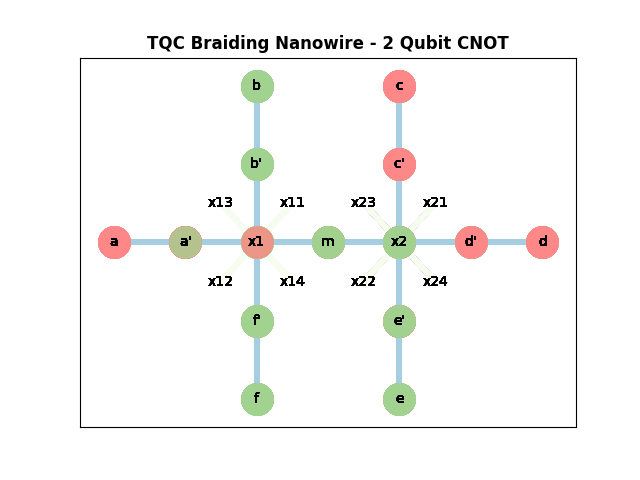 TQC Braiding Nanowire - 2 Qubit CNOT
b c
b' c'
x13 x11 x23 x21
a a' x1 m x2 d' d
x12 x14 x22 x24
f' e'
f e